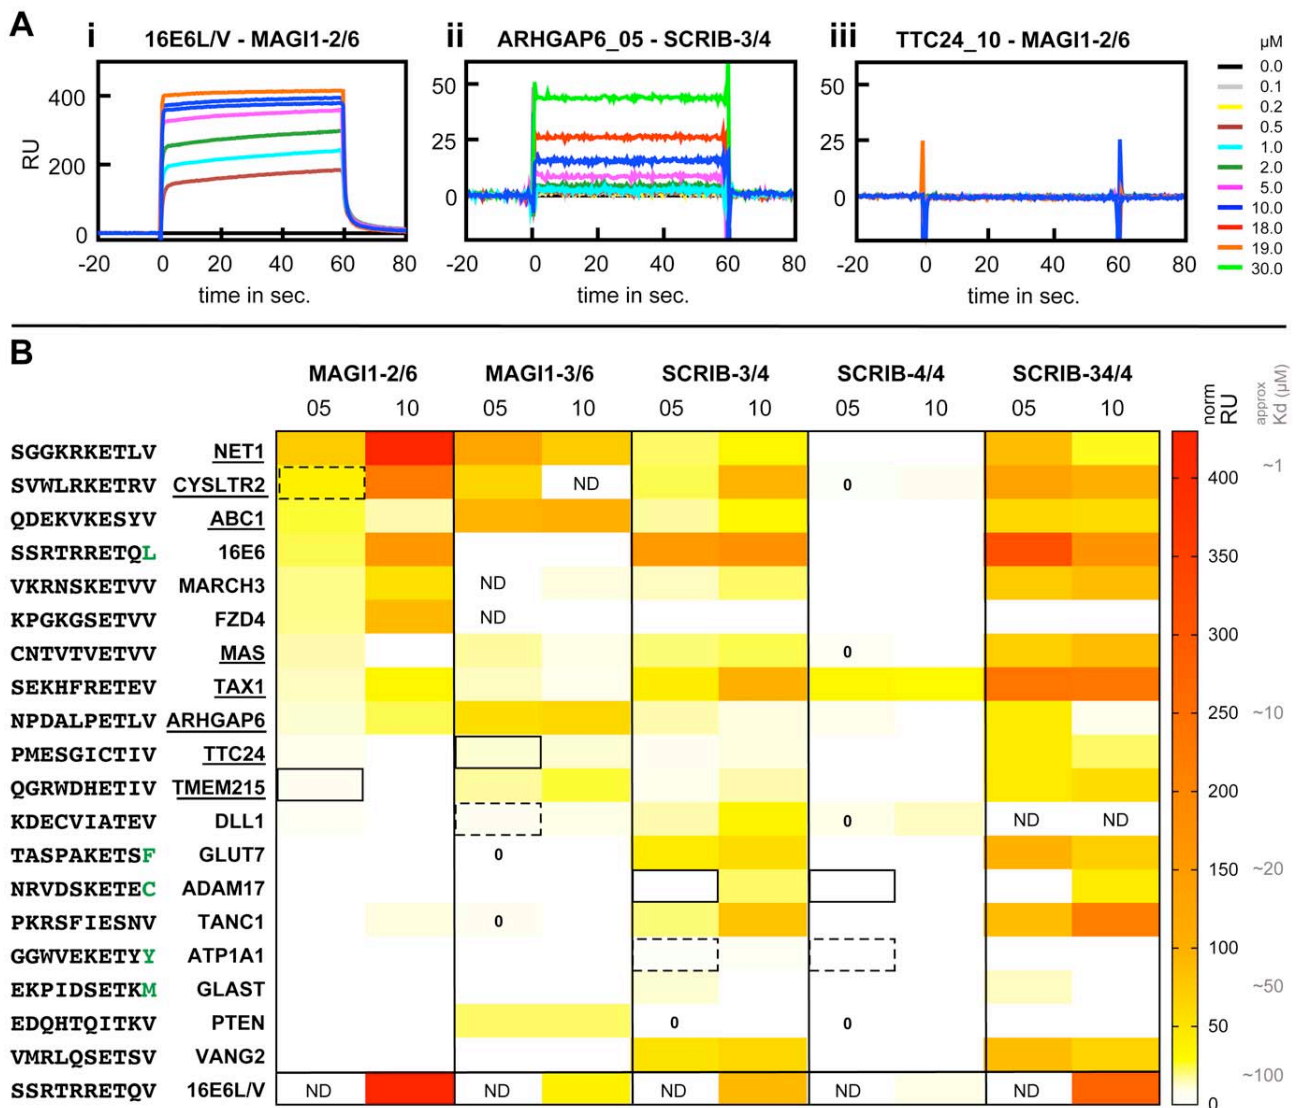 A
i 16E6L/V - MAGI1-2/6
ii ARHGAP6_05 - SCRIB-3/4
iii TTC24_10 - MAGI1-2/6
RU
400
200
0
-20 0 20 40 60 80
time in sec.
50
25
0
-20 0 20 40 60 80
time in sec.
50
25
0
-20 0 20 40 60 80
time in sec.
µM
0.0
0.1
0.2
0.5
1.0
2.0
5.0
10.0
18.0
19.0
30.0
B
MAGI1-2/6 MAGI1-3/6 SCRIB-3/4 SCRIB-4/4 SCRIB-34/4
05 10 05 10 05 10 05 10 05 10
SGGKRKETLV NET1
SVWLRKETRV CYSLTR2 ND 0
QDEKVKESYV ABC1
SSRTRRETQL 16E6
VKRNSKETVV MARCH3 ND
KPGKGSETVV FZD4 ND
CNTVTVETVV MAS 0
SEKHFRETEV TAX1
NPDALPETLV ARHGAP6
PMESGICTIV TTC24
QGRWDHETIV TMEM215
KDECVIATEV DLL1 0 ND ND
TASPAKETSF GLUT7 0
NRVDSKETEC ADAM17
PKRSFIESNV TANC1 0
GGWVEKETYY ATP1A1
EKPIDSETKM GLAST
EDQHTQITKV PTEN 0 0
VMRLQSETSV VANG2
SSRTRRETQV 16E6L/V ND ND ND ND ND
norm
RU
approx
Kd (µM)
400
350
300
250
200
150
100
50
0
~1
~10
~20
~50
~100